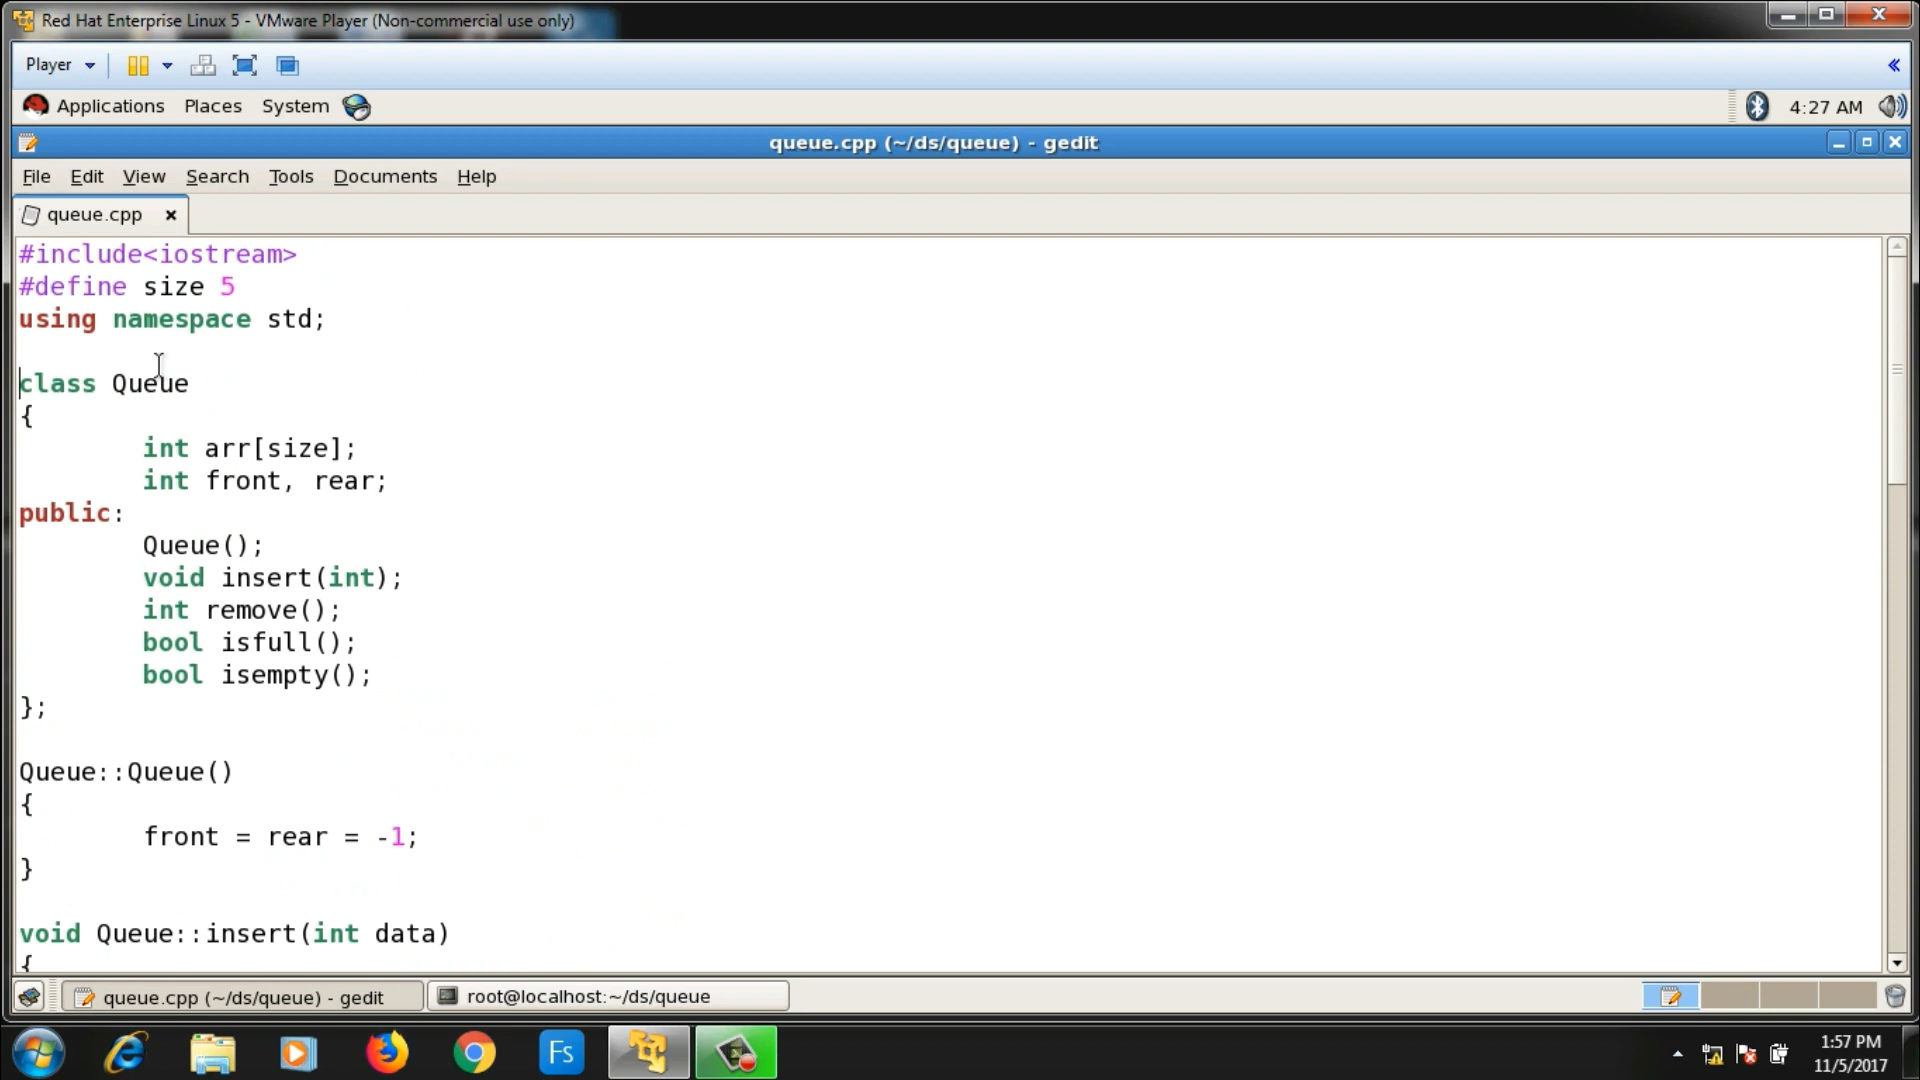 Red Hat Enterprise Linux 5 - VMware Player (Non-commercial use only)
Player
Applications Places System 4:27 AM
queue.cpp (~/ds/queue) - gedit
File Edit View Search Tools Documents Help
queue.cpp
#include<iostream>
#define size 5
using namespace std;
class Queue
{
int arr[size];
int front, rear;
public:
Queue();
void insert(int);
int remove();
bool isfull();
bool isempty();
};
Queue::Queue()
{
front = rear = -1;
}
void Queue::insert(int data)
{
queue.cpp (~/ds/queue) - gedit root@localhost:~/ds/queue
Fs
1:57 PM
11/5/2017